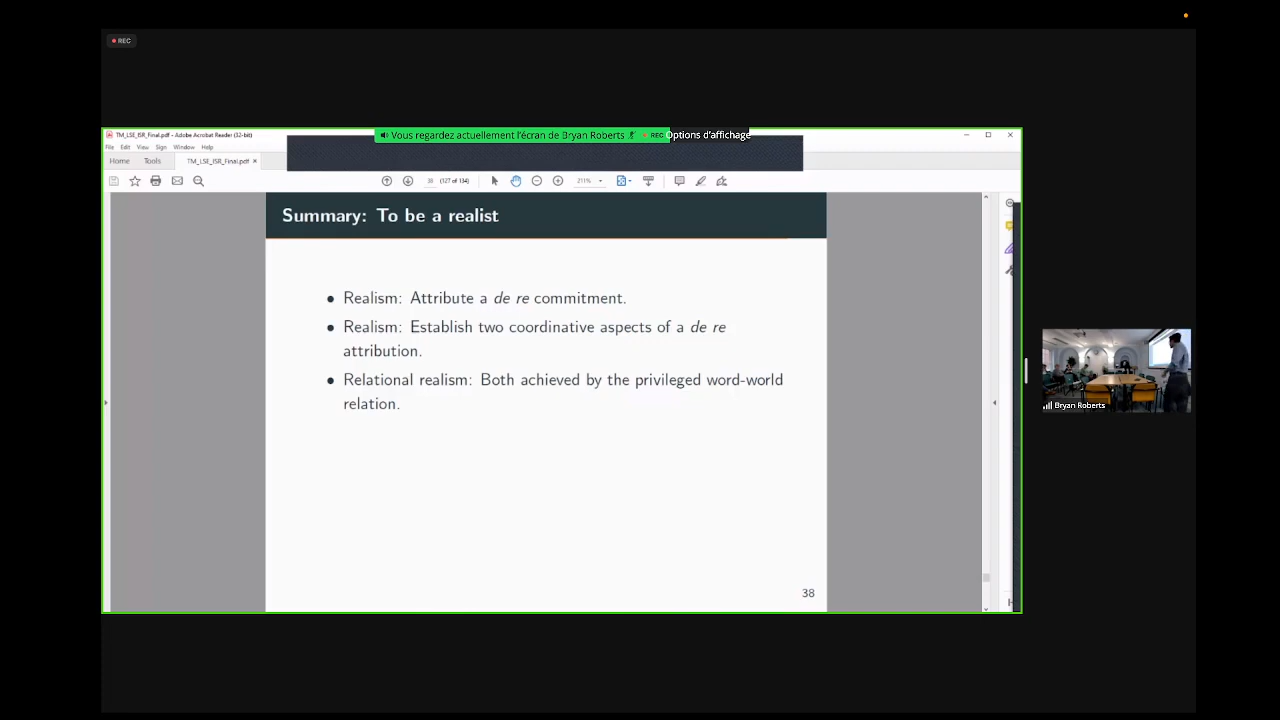 REC
TM_LSE_ISR_Final.pdf - Adobe Acrobat Reader (32-bit)
Vous regardez actuellement l'écran de Bryan Roberts
REC
Options d'affichage
File Edit View Sign Window Help
Home Tools TM_LSE_ISR_Final.pdf ×
38 (127 of 134) 211%
Summary: To be a realist
• Realism: Attribute a de re commitment.
• Realism: Establish two coordinative aspects of a de re
attribution.
• Relational realism: Both achieved by the privileged word-world
relation.
38
Bryan Roberts